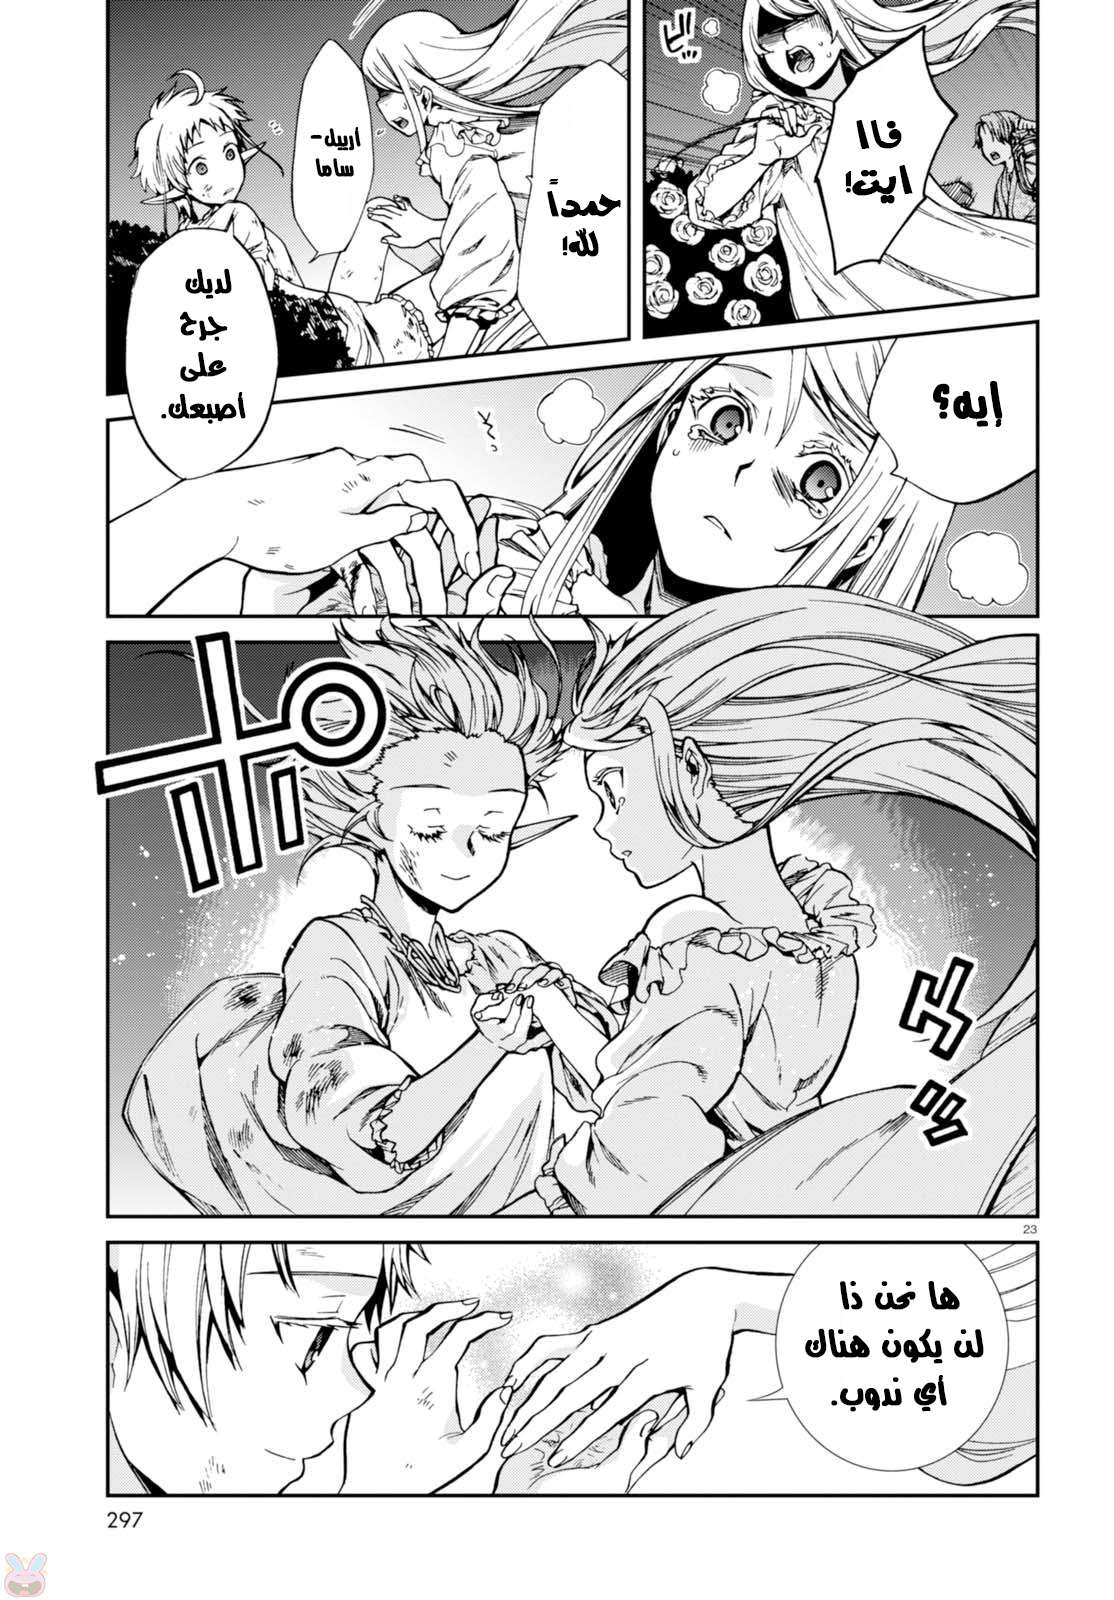 فاا
ايت!
حمداً
لله!
أرييل-
ساما
لديك
جرح
على
أصبعك.
إيه؟
ها نحن ذا
لن يكون هناك
أي ندوب.
23
297